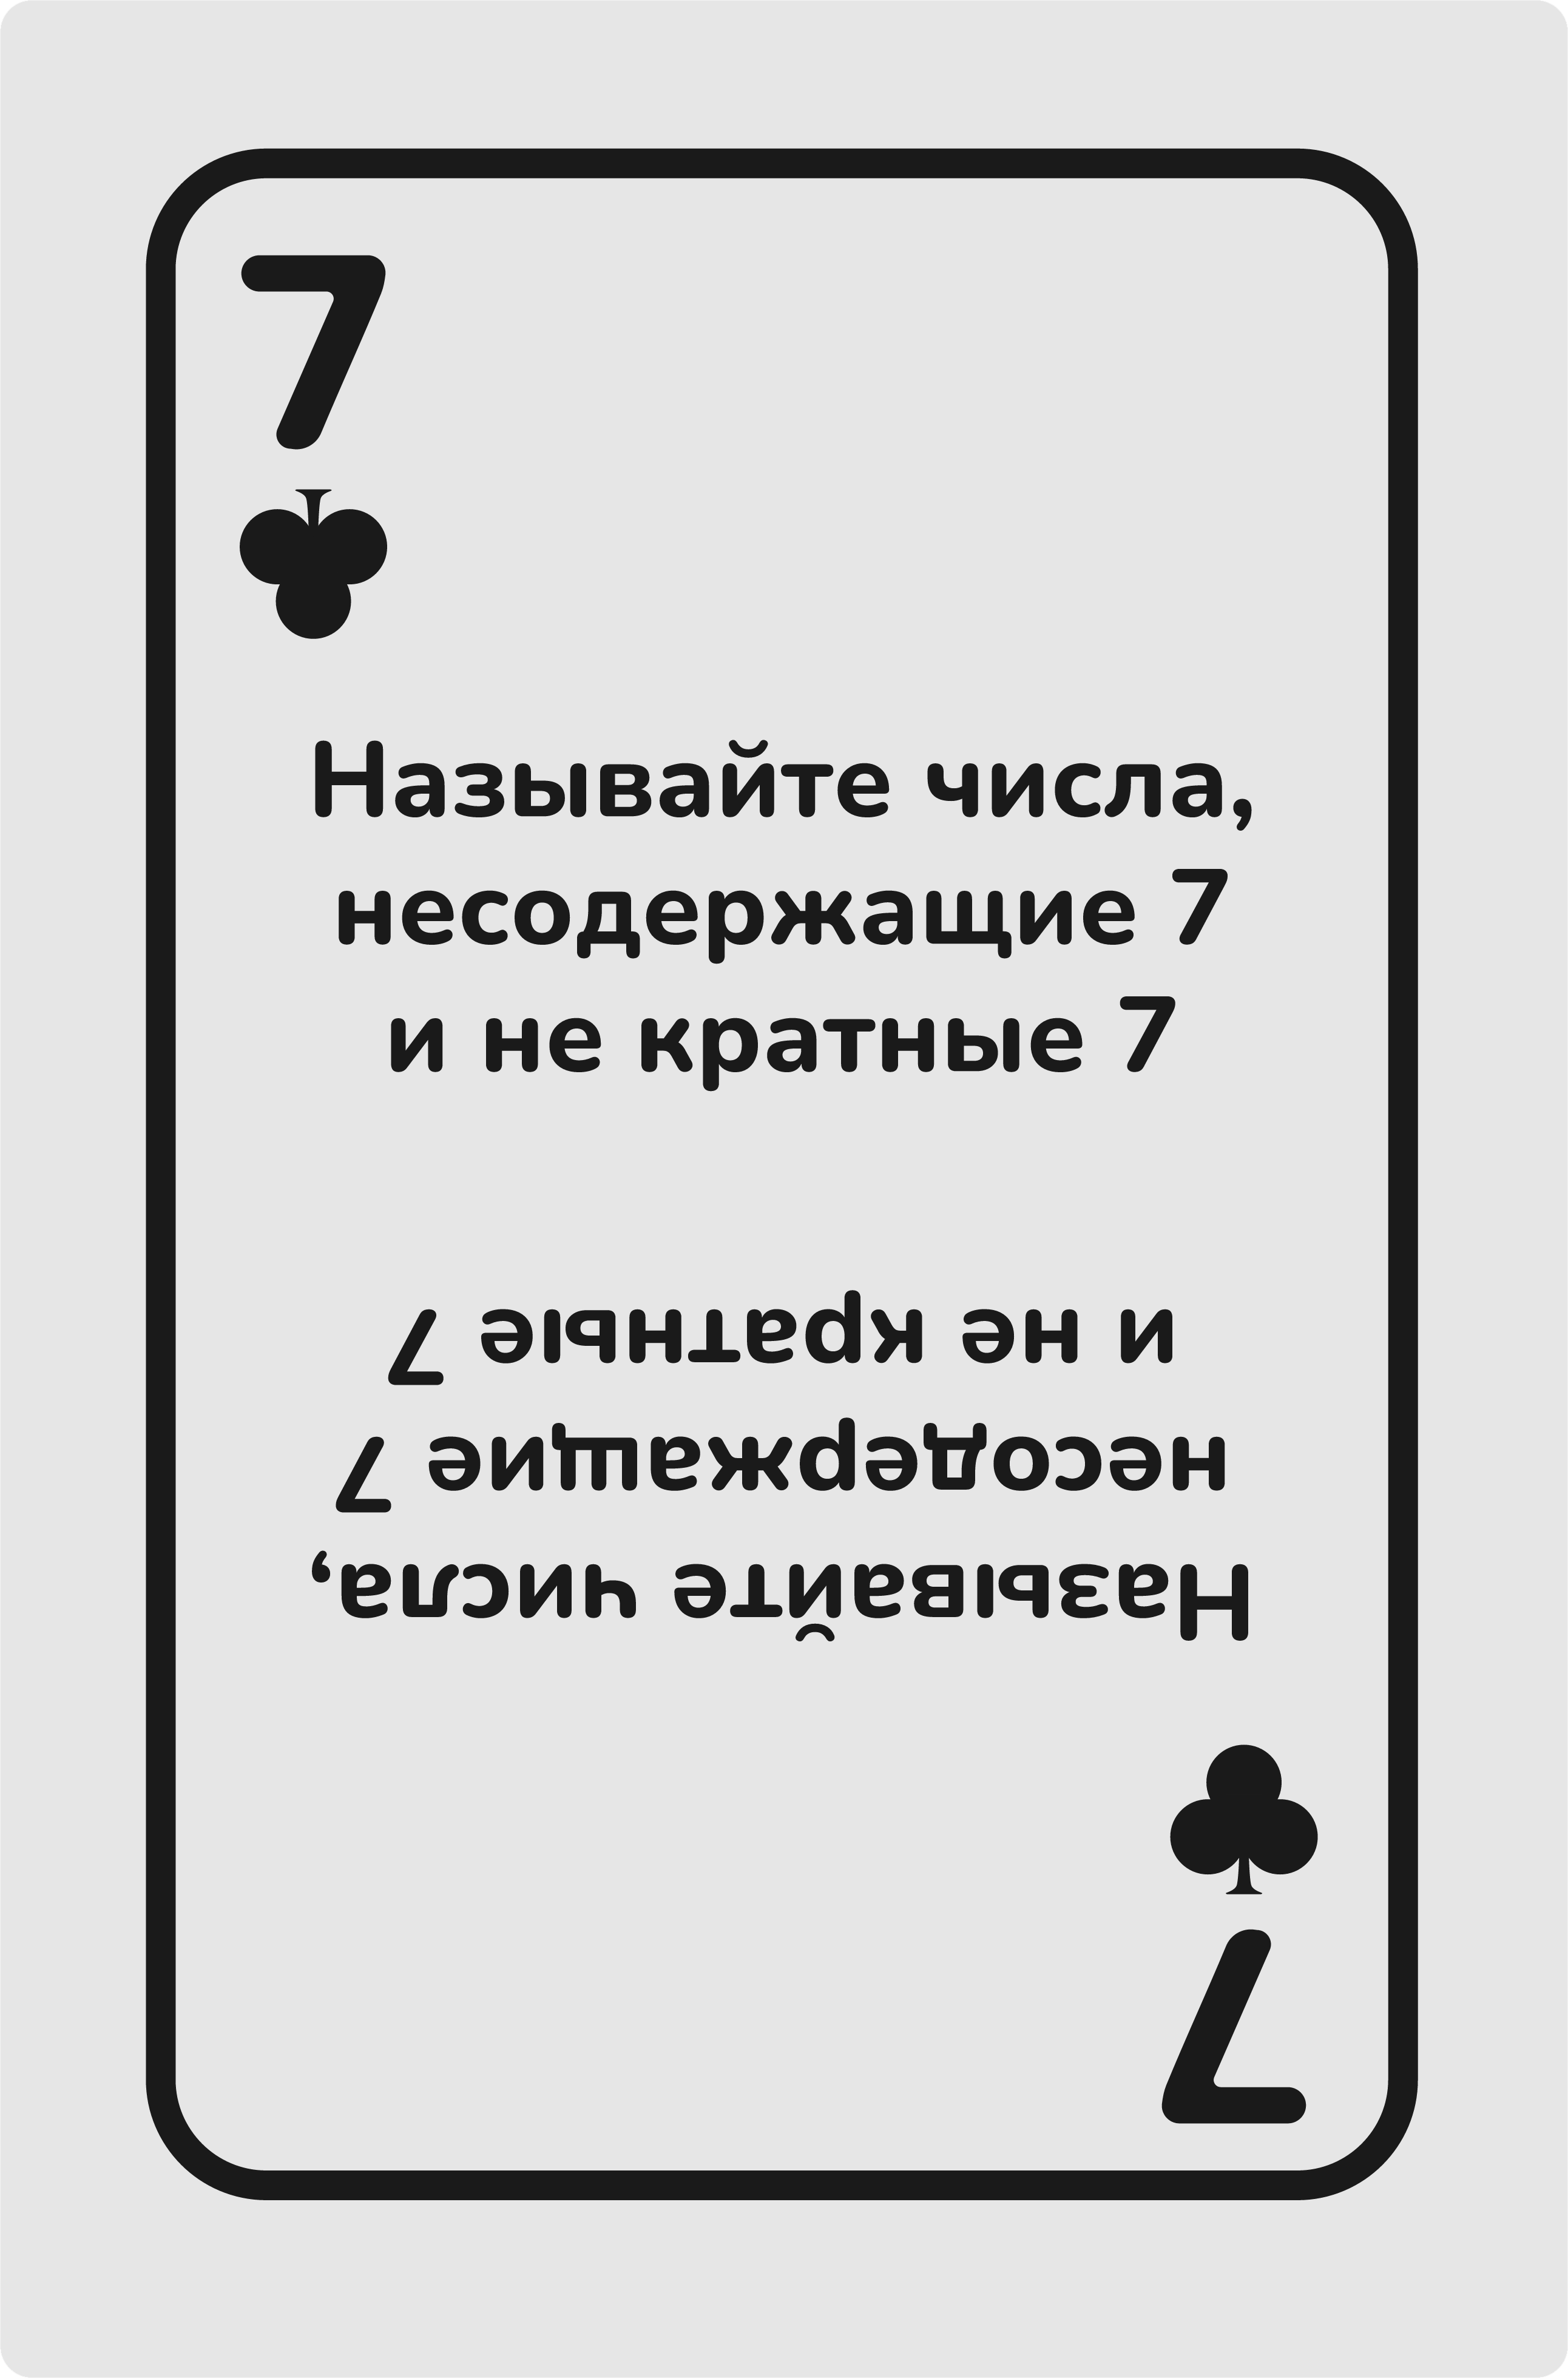 7
Называйте числа,
несодержащие 7
и не кратные 7
Называйте числа,
несодержащие 7
и не кратные 7
7